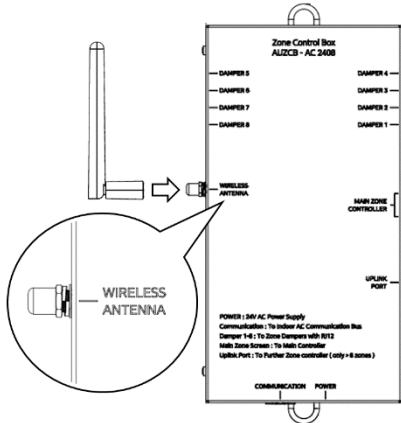 Zone Control Box
AUZCB - AC 2408
DAMPER 5
DAMPER 6
DAMPER 7
DAMPER 8
DAMPER 4
DAMPER 3
DAMPER 2
DAMPER 1
WIRELESS
ANTENNA
MAIN ZONE
CONTROLLER
UPLINK
PORT
WIRELESS
ANTENNA
POWER : 24V AC Power Supply
Communication : To Indoor AC Communication Bus
Damper 1-8 : To Zone Dampers with RJ12
Main Zone Screen : To Main Controller
Uplink Port : To Further Zone controller ( only > 8 zones )
COMMUNICATION
POWER